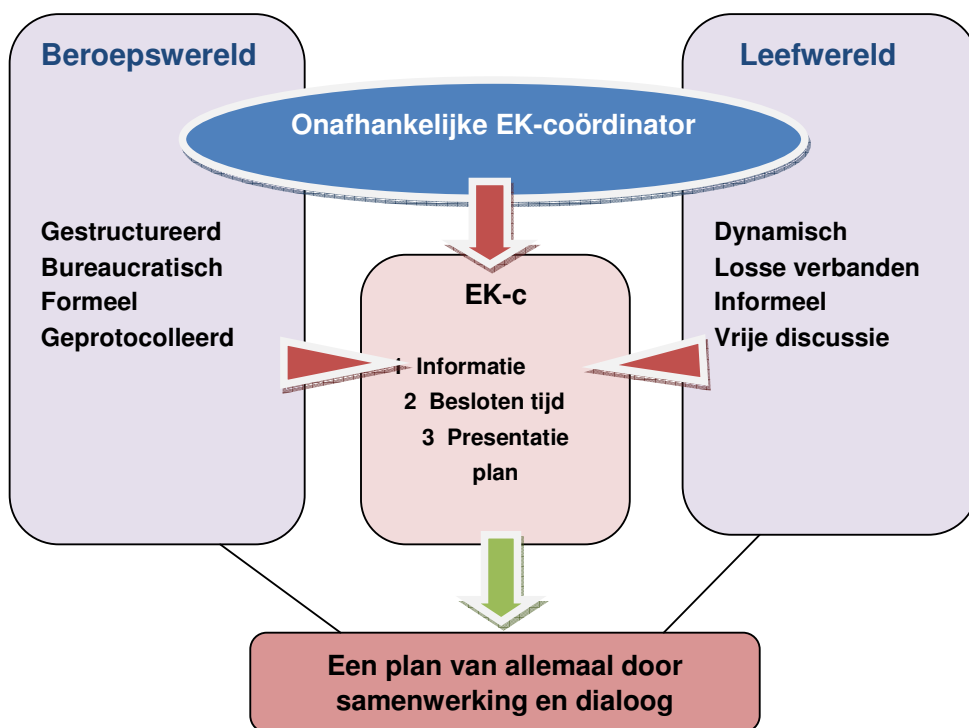 Beroepswereld
Leefwereld
Onafhankelijke EK-coördinator
Gestructureerd
Bureaucratisch
Formeel
Geprotocolleerd
Dynamisch
Losse verbanden
Informeel
Vrije discussie
EK-c
1 Informatie
2 Besloten tijd
3 Presentatie
plan
Een plan van allemaal door
samenwerking en dialoog